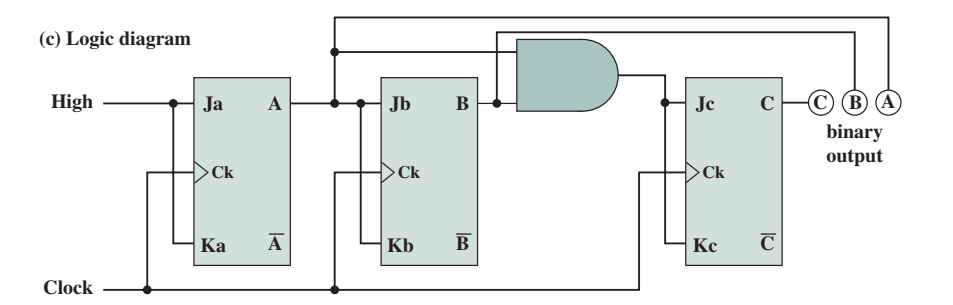 (c) Logic diagram
High
Ja A
Jb B
Jc C
C B A
binary
output
Ck
Ck
Ck
Ka A̅
Kb B̅
Kc C̅
Clock